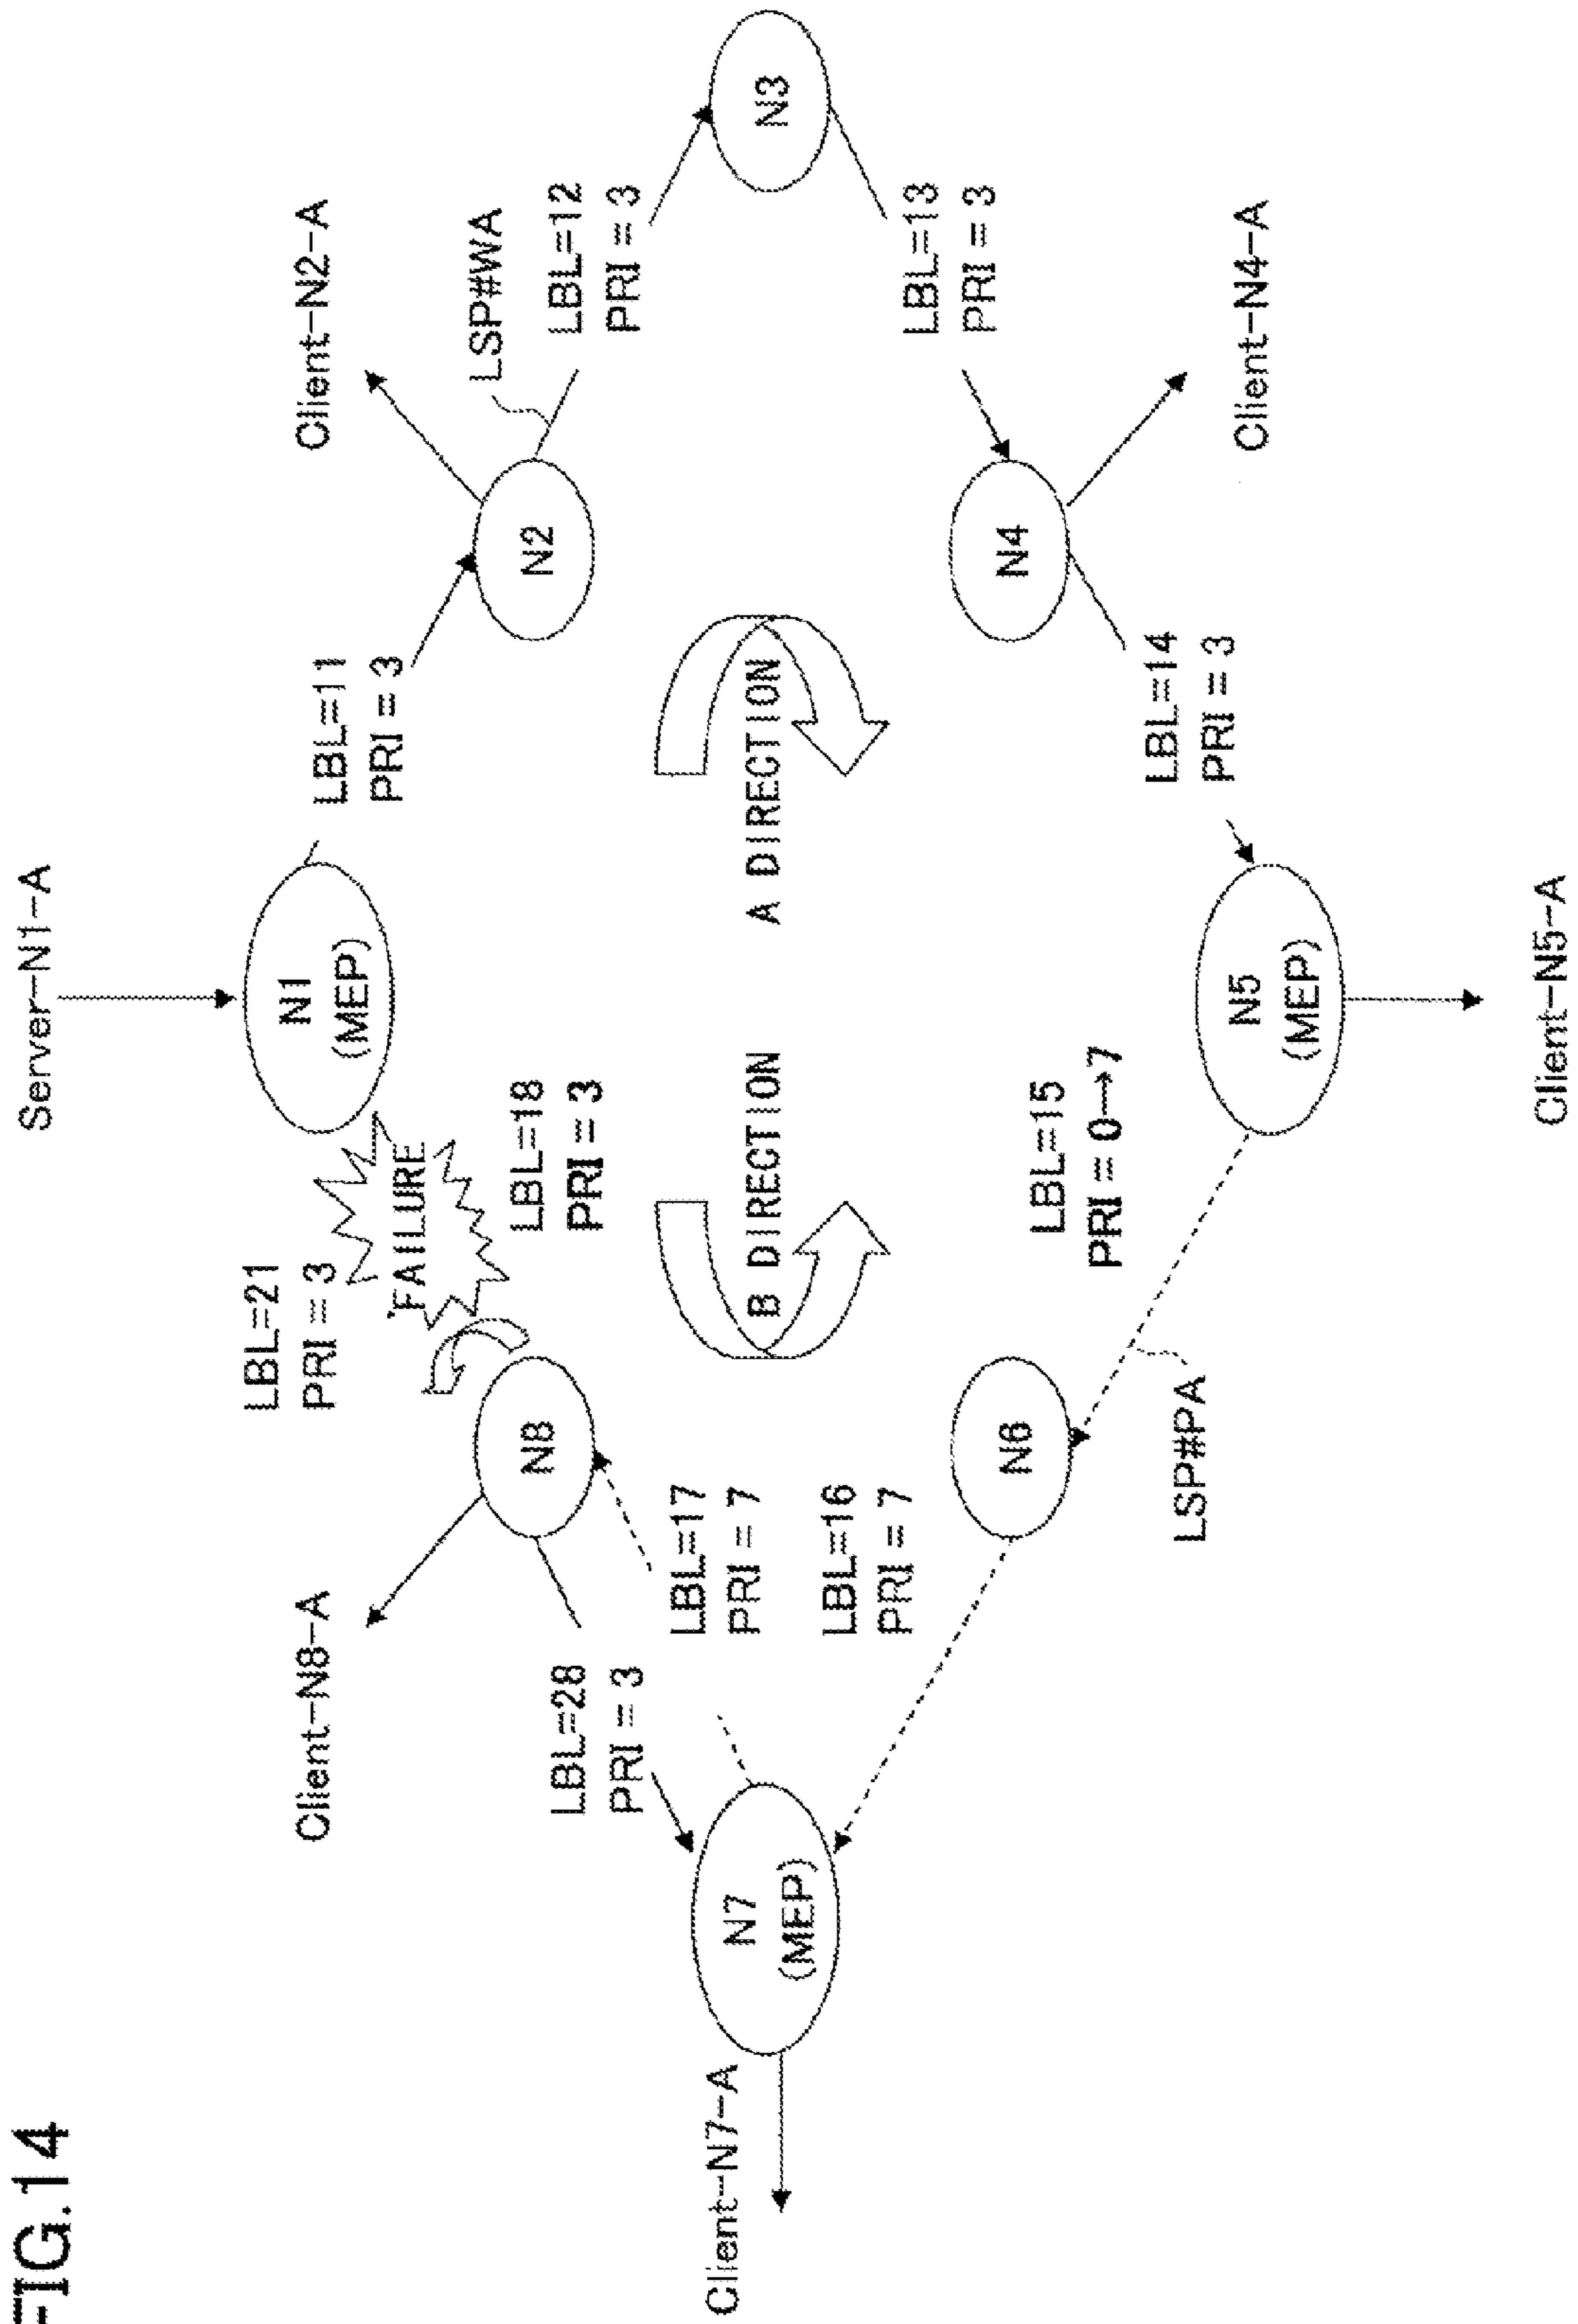 FIG.14
Server-N1-A
N1
(MEP)
LBL=11
PRI = 3
N2
Client-N2-A
LSP#WA
LBL=12
PRI = 3
N3
LBL=13
PRI = 3
N4
Client-N4-A
LBL=14
PRI = 3
N5
(MEP)
Client-N5-A
LBL=15
PRI = 0→7
LSP#PA
N6
LBL=16
PRI = 7
N7
(MEP)
Client-N7-A
LBL=17
PRI = 7
LBL=28
PRI = 3
N8
Client-N8-A
LBL=21
PRI = 3
FAILURE
LBL=18
PRI = 3
B DIRECTION
A DIRECTION